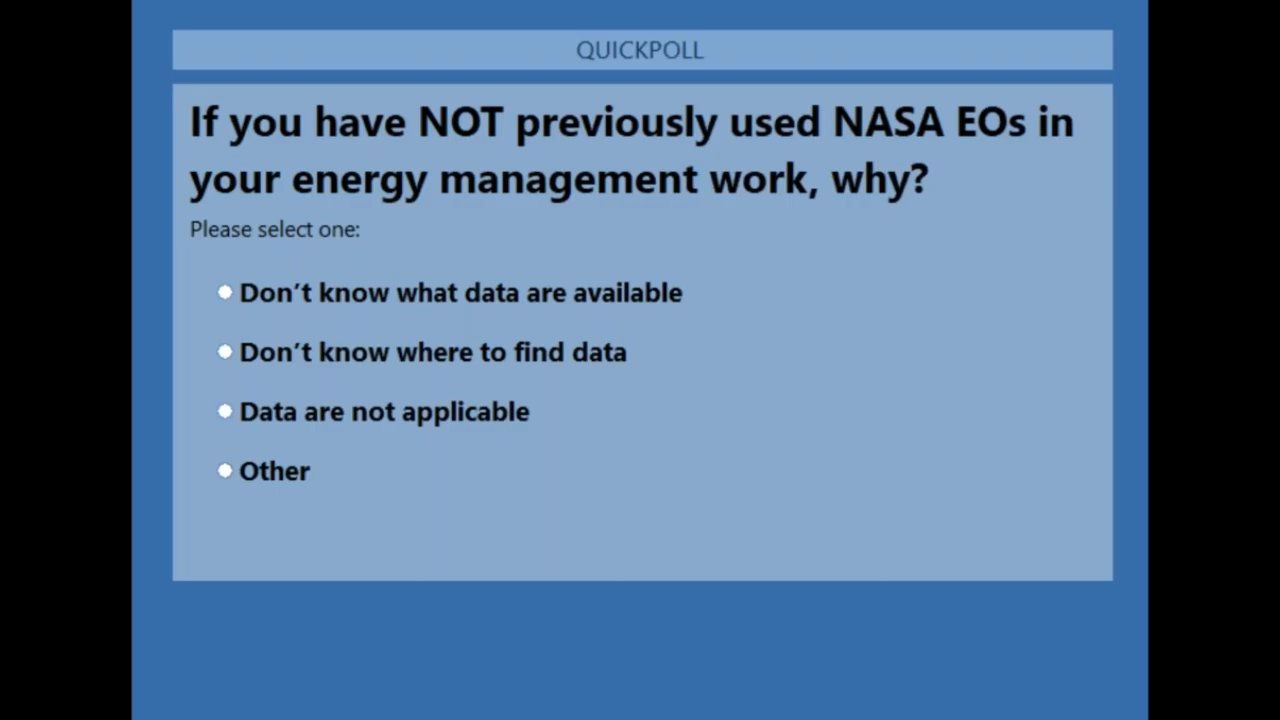 QUICKPOLL
If you have NOT previously used NASA EOs in
your energy management work, why?
Please select one:
Don’t know what data are available
Don’t know where to find data
Data are not applicable
Other